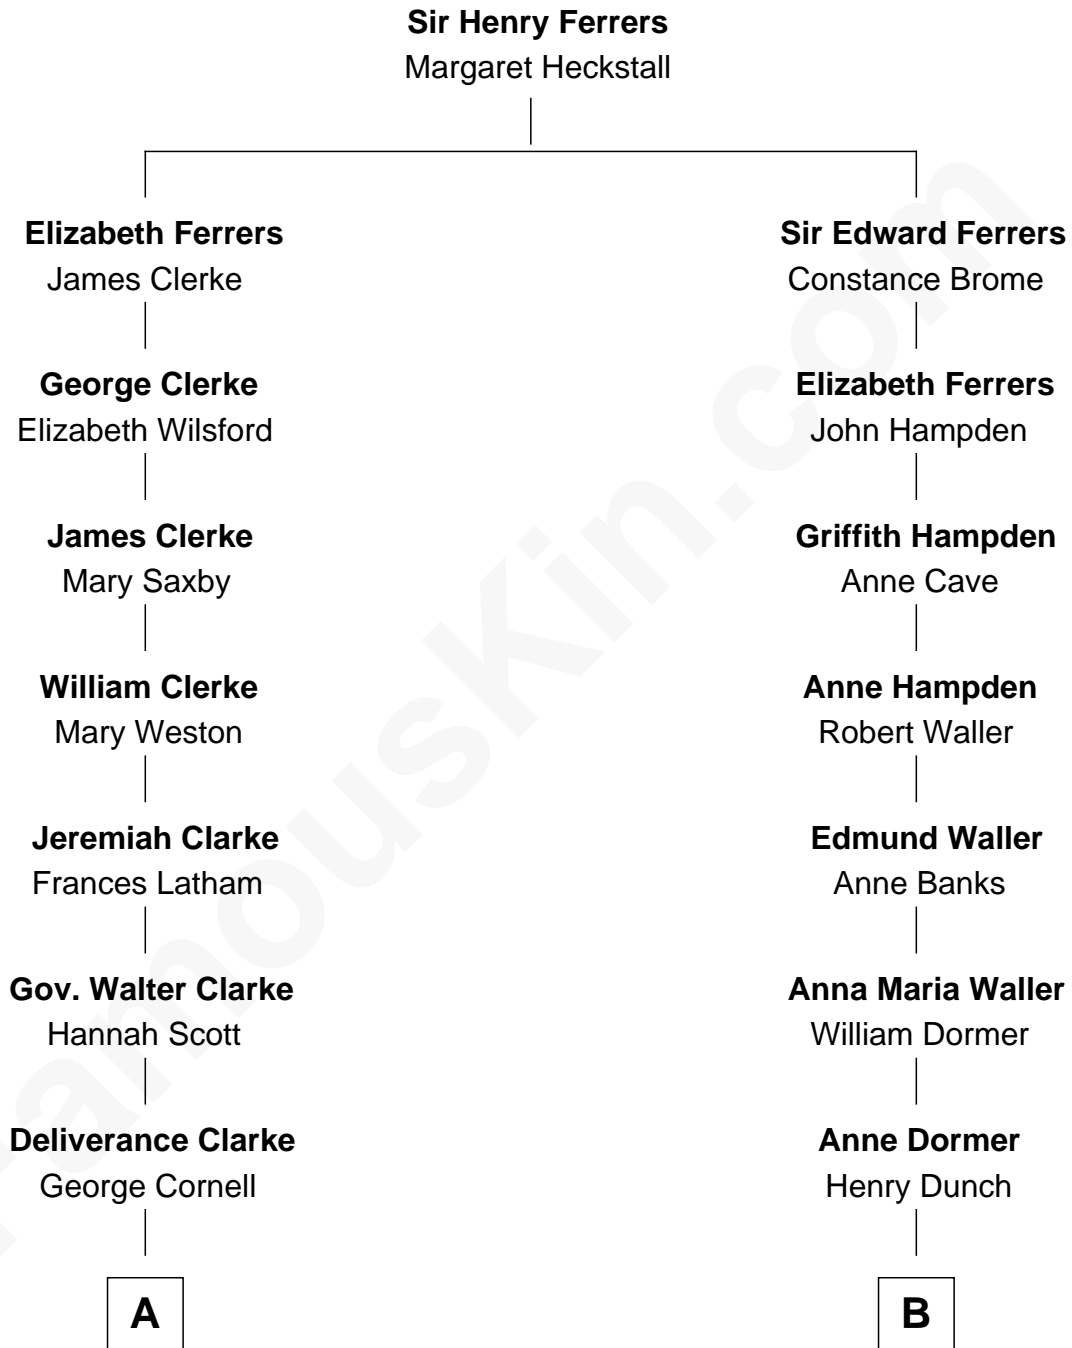 Sir Henry Ferrers
Margaret Heckstall
Elizabeth Ferrers
James Clerke
George Clerke
Elizabeth Wilsford
James Clerke
Mary Saxby
William Clerke
Mary Weston
Jeremiah Clarke
Frances Latham
Gov. Walter Clarke
Hannah Scott
Deliverance Clarke
George Cornell
A
Sir Edward Ferrers
Constance Brome
Elizabeth Ferrers
John Hampden
Griffith Hampden
Anne Cave
Anne Hampden
Robert Waller
Edmund Waller
Anne Banks
Anna Maria Waller
William Dormer
Anne Dormer
Henry Dunch
B
FamousKin.com